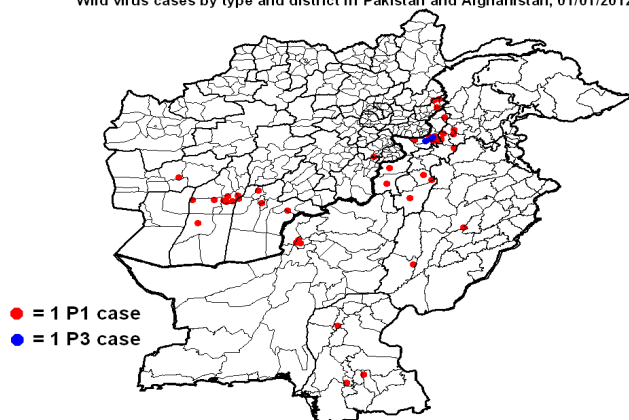 Wild virus cases by type and district in Pakistan and Afghanistan, 01/01/2012
= 1 P1 case
= 1 P3 case